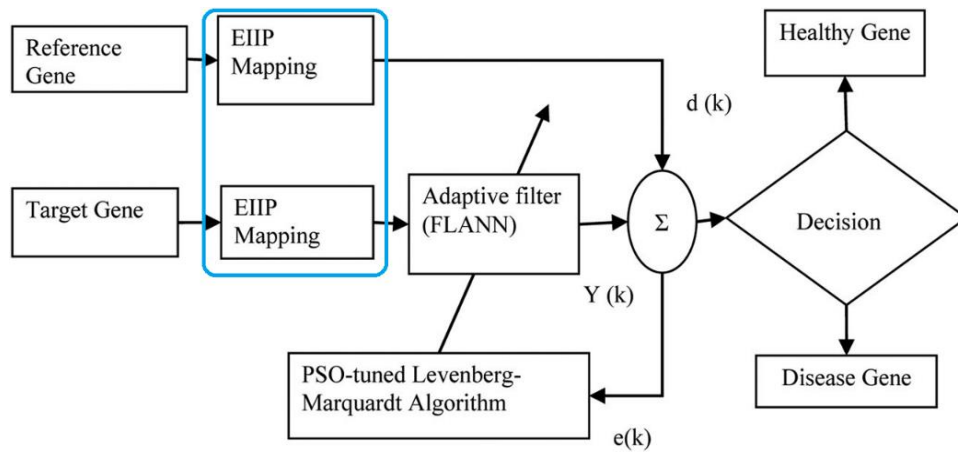 Reference
Gene
EIIP
Mapping
Healthy Gene
d (k)
Target Gene
EIIP
Mapping
Adaptive filter
(FLANN)
Σ
Decision
Y (k)
PSO-tuned Levenberg-
Marquardt Algorithm
Disease Gene
e(k)